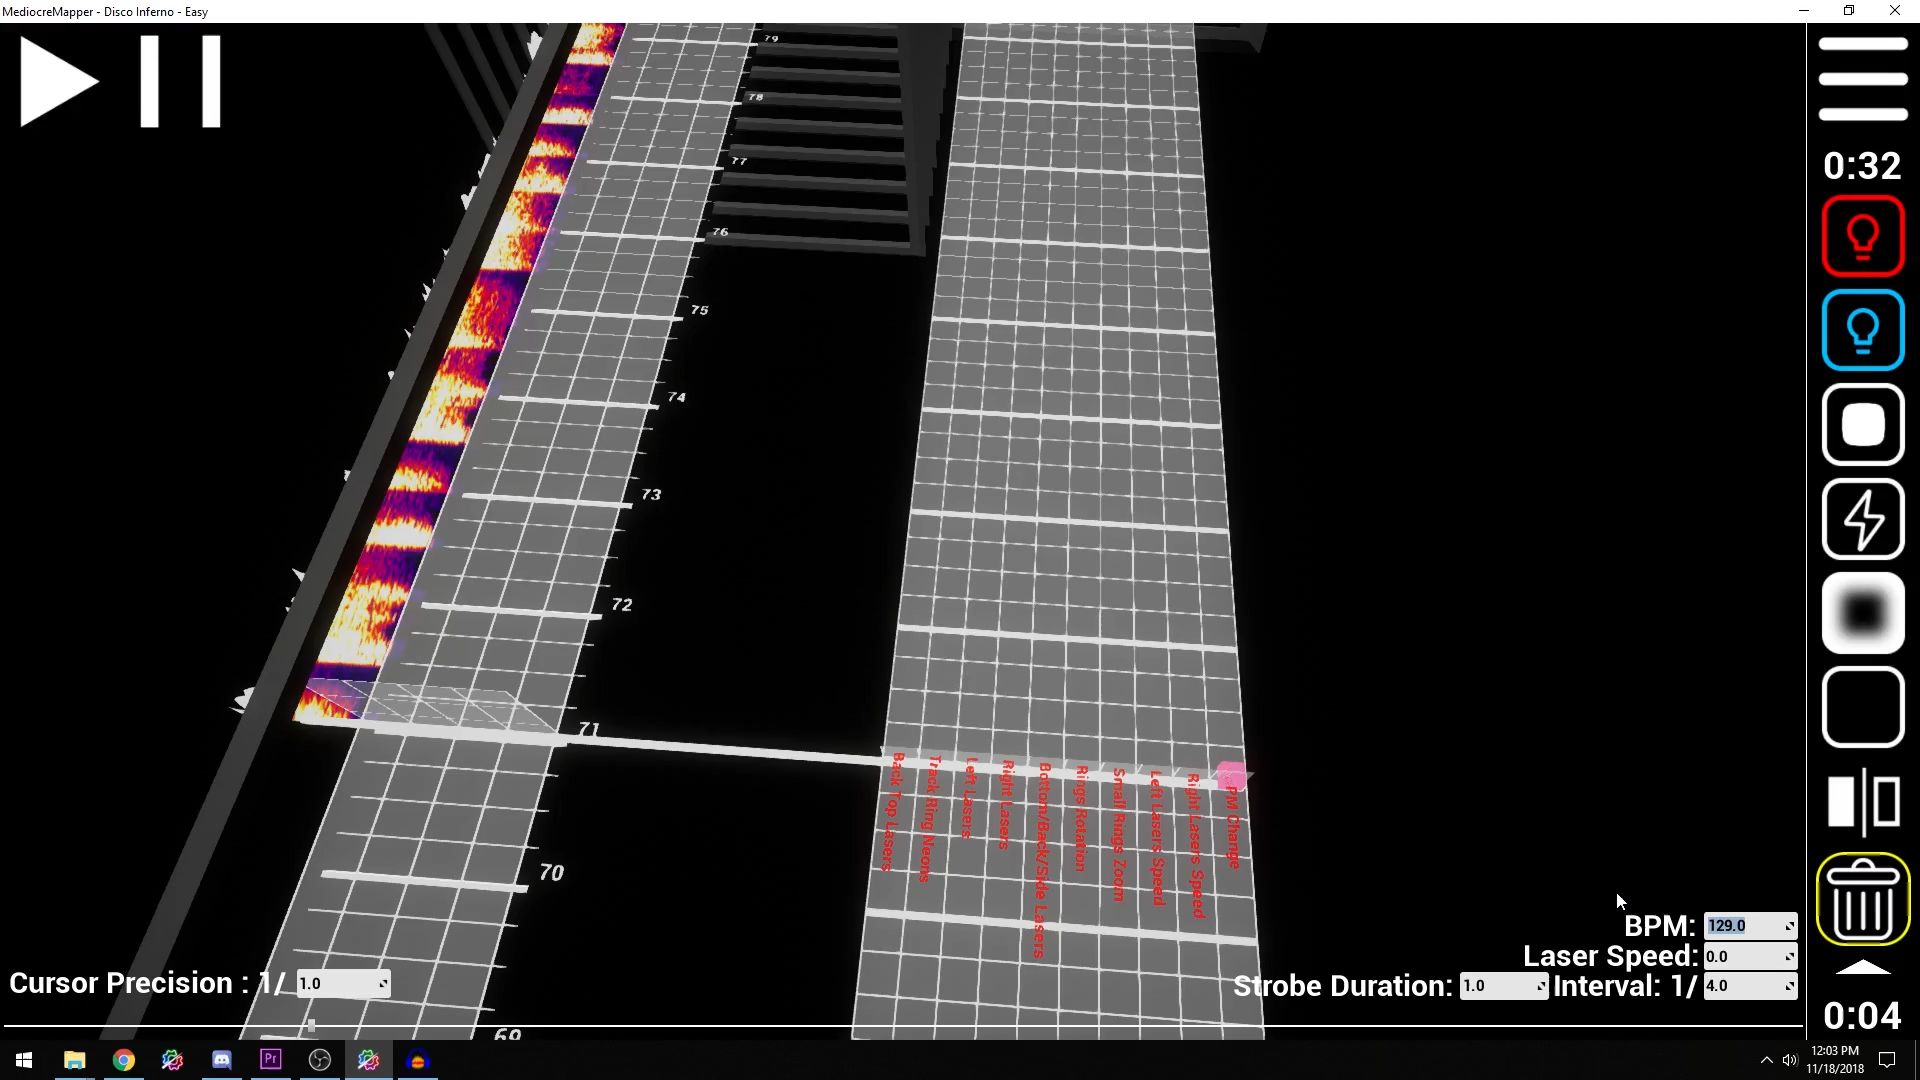 MediocreMapper - Disco Inferno - Easy
79
78
77
76
75
74
73
72
71
70
69
0:32
Back Top Lasers
Track Ring Neons
Left Lasers
Right Lasers
Bottom/Back/Side Lasers
Rings Rotation
Small Rings Zoom
Left Lasers Speed
Right Lasers Speed
PM Change
BPM: 129.0
Laser Speed: 0.0
Cursor Precision : 1/ 1.0
Strobe Duration: 1.0 Interval: 1/ 4.0
0:04
Pr
12:03 PM
11/18/2018